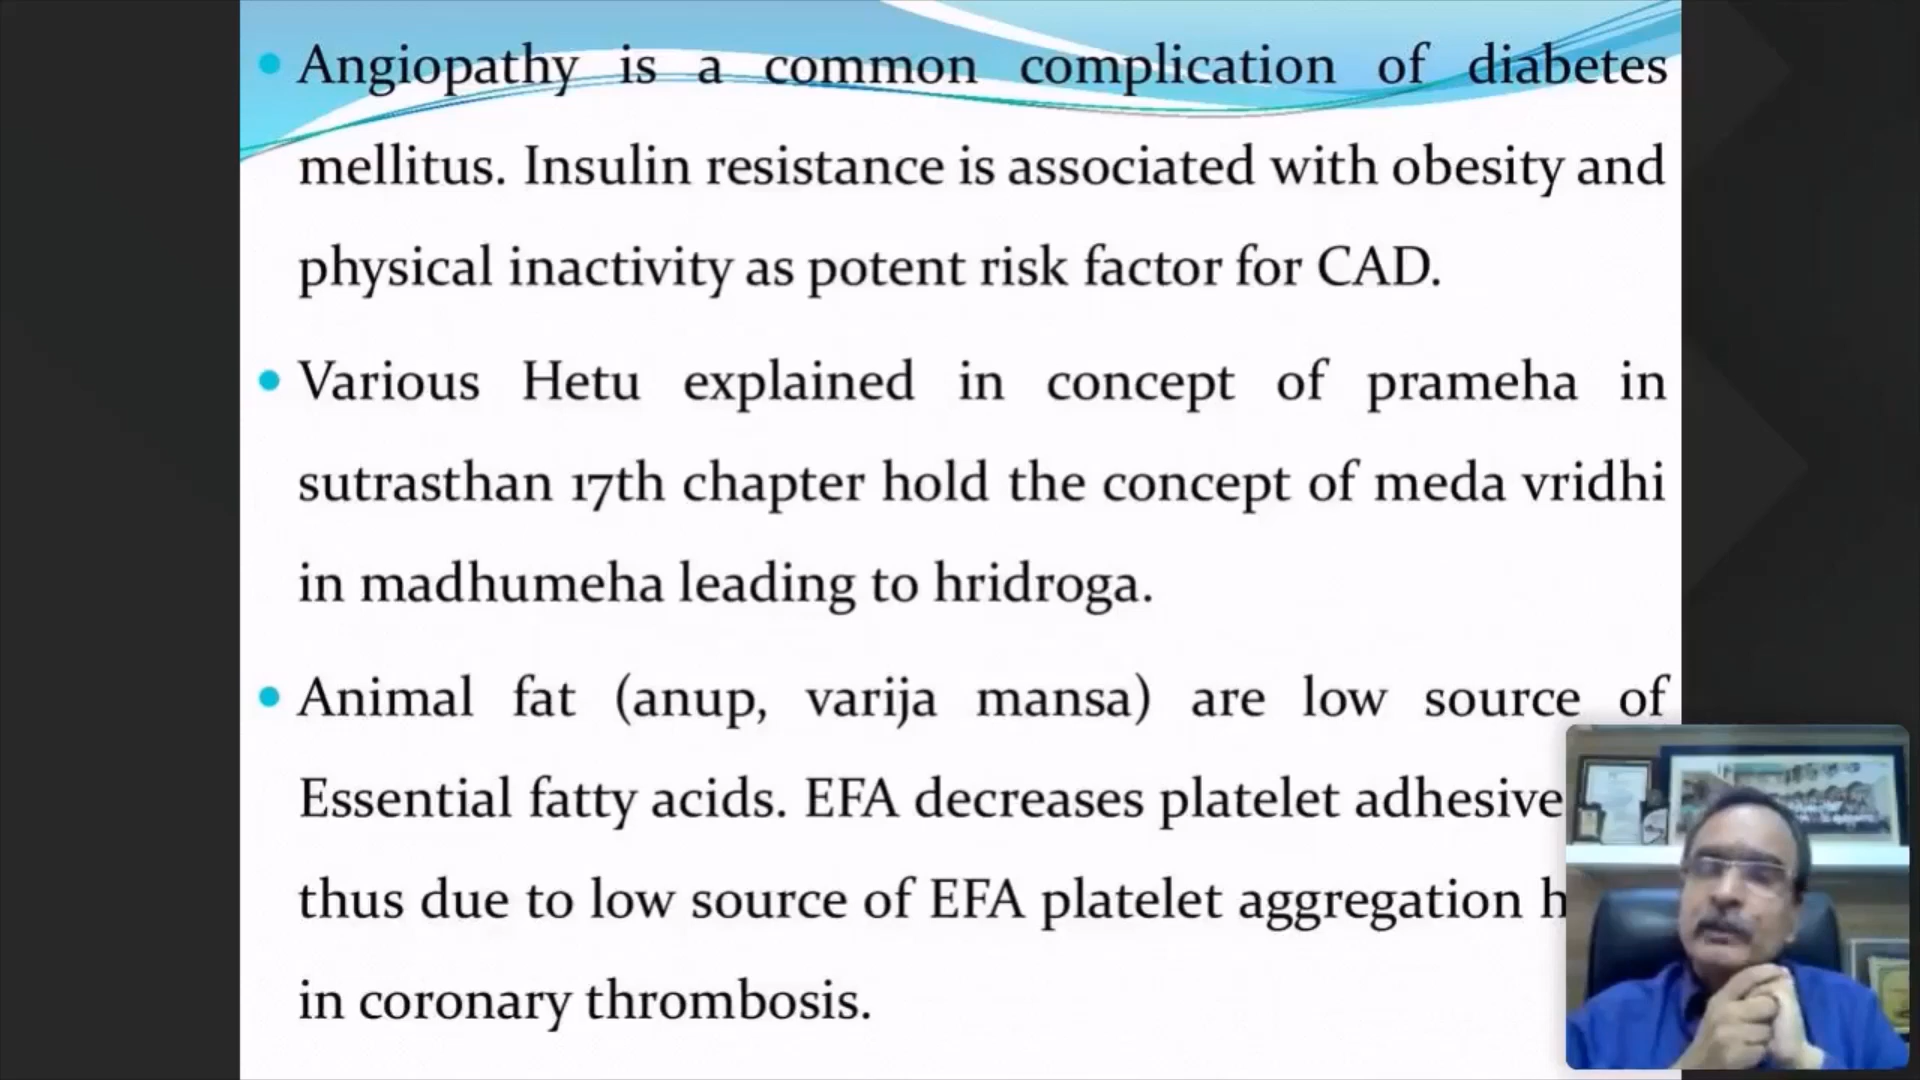 Angiopathy is a common complication of diabetes
mellitus. Insulin resistance is associated with obesity and
physical inactivity as potent risk factor for CAD.
Various Hetu explained in concept of prameha in
sutrasthan 17th chapter hold the concept of meda vridhi
in madhumeha leading to hridroga.
Animal fat (anup, varija mansa) are low source of
Essential fatty acids. EFA decreases platelet adhesive
thus due to low source of EFA platelet aggregation
in coronary thrombosis.